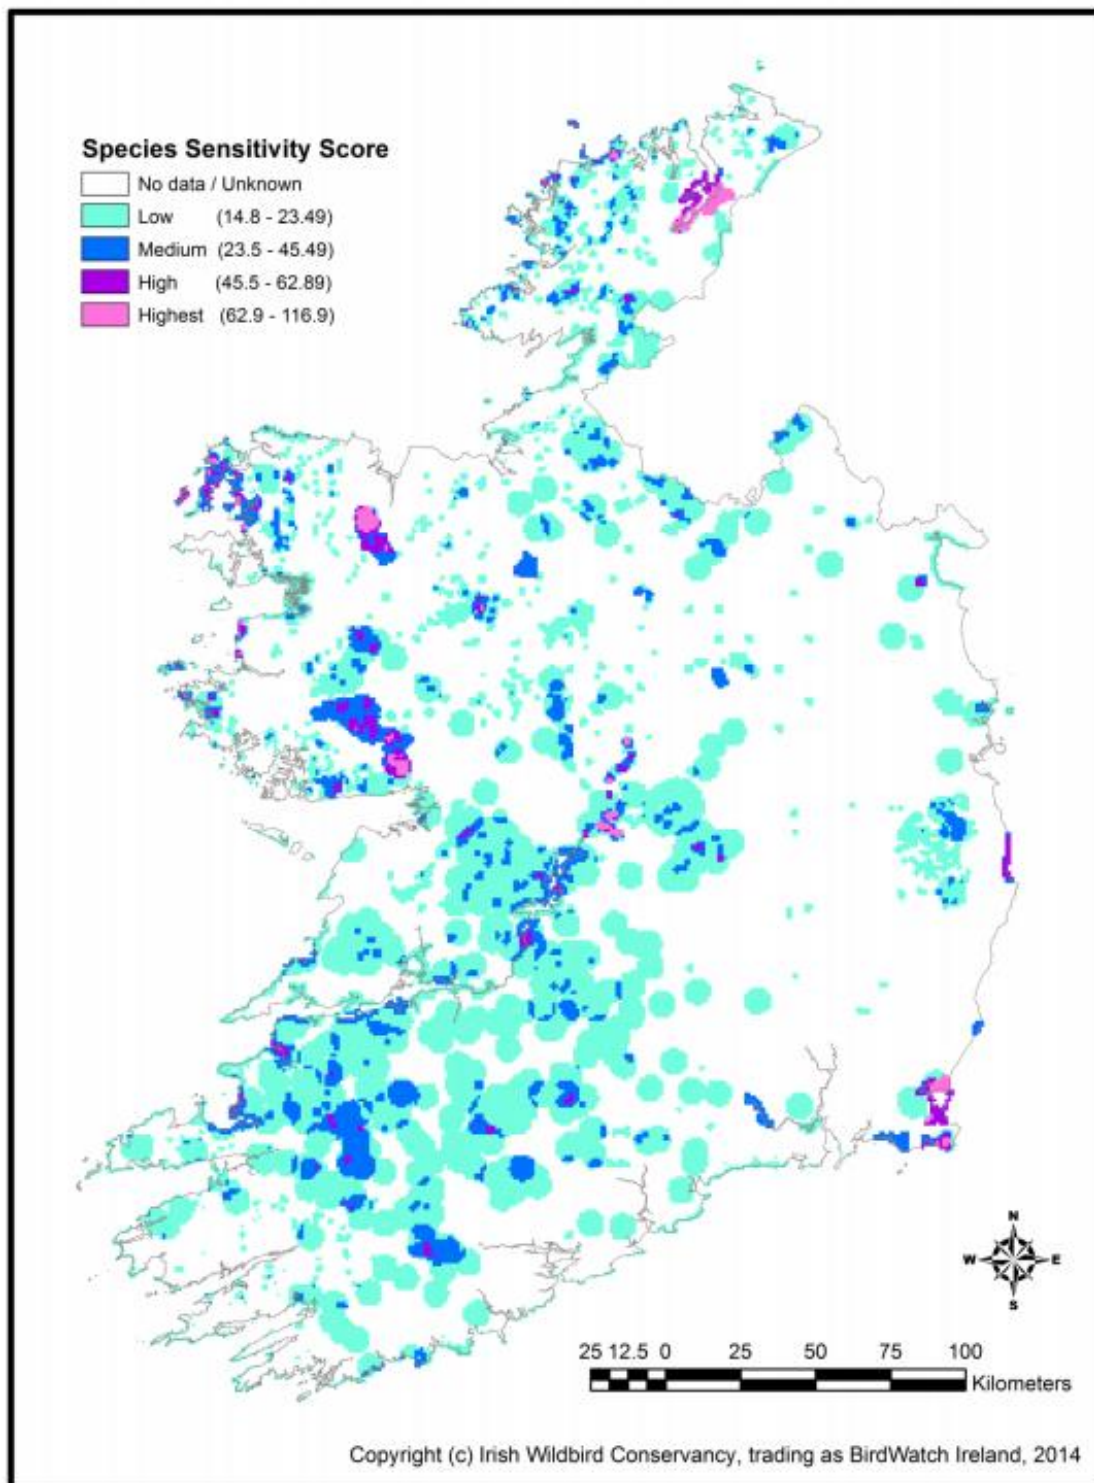 Species Sensitivity Score
No data / Unknown
Low (14.8 - 23.49)
Medium (23.5 - 45.49)
High (45.5 - 62.89)
Highest (62.9 - 116.9)
N
W E
S
25 12.5 0 25 50 75 100
Kilometers
Copyright (c) Irish Wildbird Conservancy, trading as BirdWatch Ireland, 2014